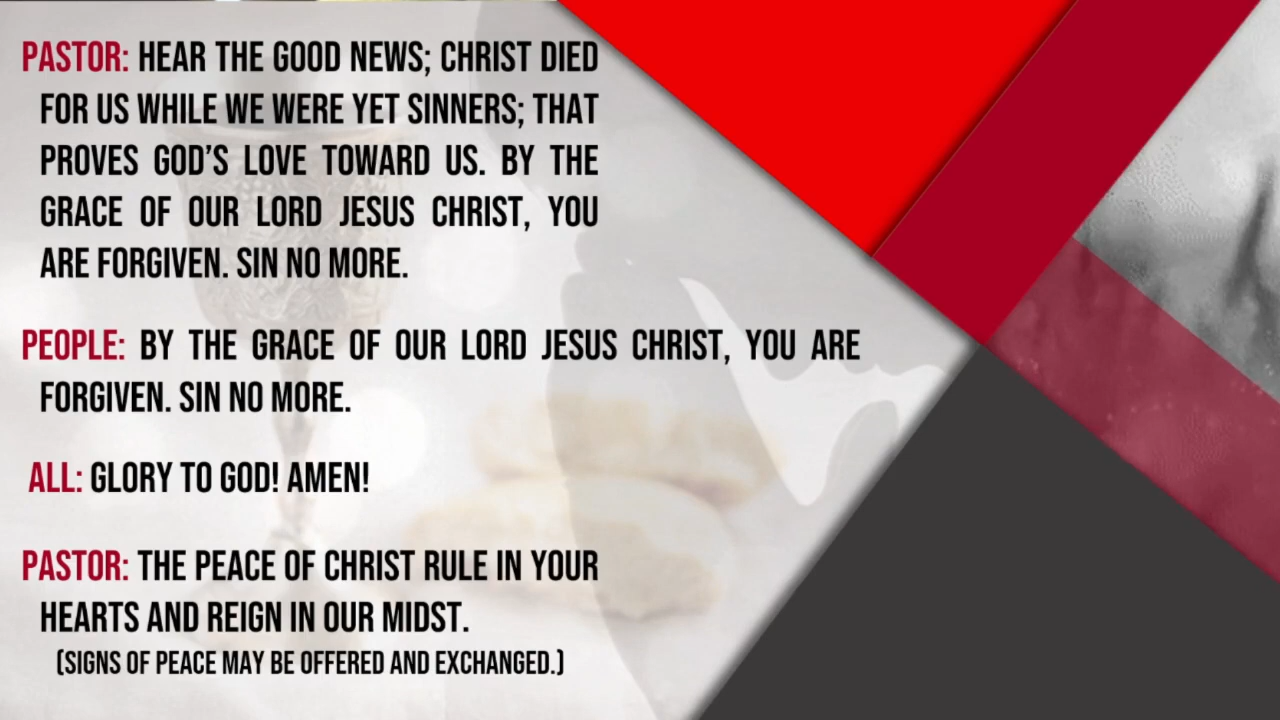 PASTOR: HEAR THE GOOD NEWS; CHRIST DIED
FOR US WHILE WE WERE YET SINNERS; THAT
PROVES GOD'S LOVE TOWARD US. BY THE
GRACE OF OUR LORD JESUS CHRIST, YOU
ARE FORGIVEN. SIN NO MORE.
PEOPLE: BY THE GRACE OF OUR LORD JESUS CHRIST, YOU ARE
FORGIVEN. SIN NO MORE.
ALL: GLORY TO GOD! AMEN!
PASTOR: THE PEACE OF CHRIST RULE IN YOUR
HEARTS AND REIGN IN OUR MIDST.
(SIGNS OF PEACE MAY BE OFFERED AND EXCHANGED.)